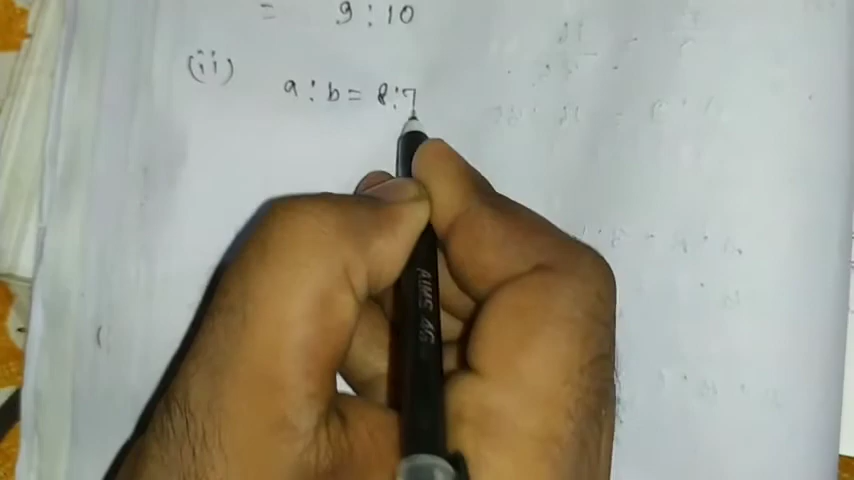 = 9 : 10
(ii) a : b = 8 : 7
AIMS AG